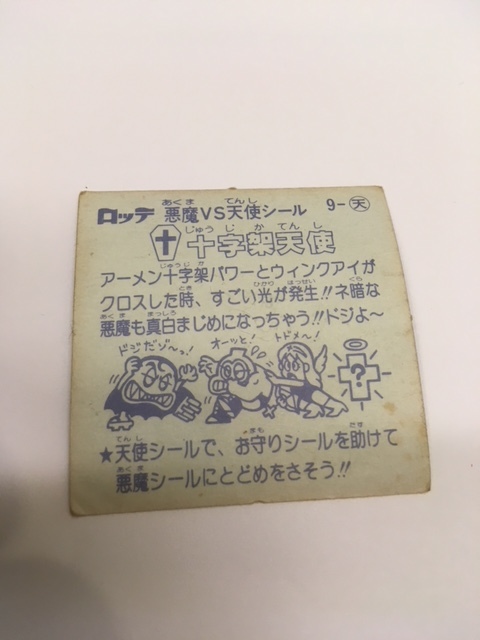 ロッテ 悪魔VS天使シール 9-天
十字架天使
アーメン十字架パワーとウィンクアイが
クロスした時、すごい光が発生!!ネ暗な
悪魔も真白まじめになっちゃう!!ドジよ〜
ドジだゾ〜っ! オーッと! トドメ〜!
?
★天使シールで、お守りシールを助けて
悪魔シールにとどめをさそう!!